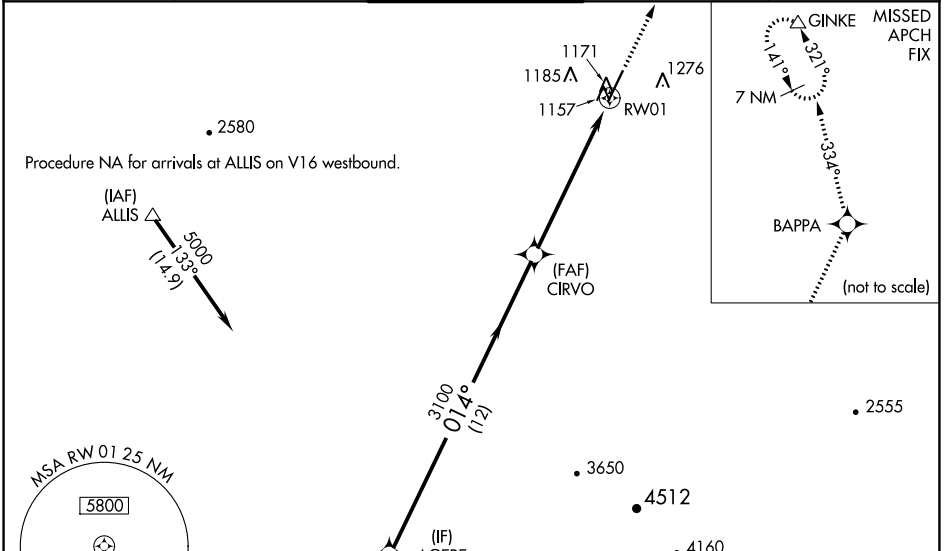 GINKE
MISSED
APCH
FIX
141°
321°
7 NM
334°
BAPPA
(not to scale)
1171
1185
1276
1157
RW01
2580
Procedure NA for arrivals at ALLIS on V16 westbound.
(IAF)
ALLIS
5000
133°
(14.9)
(FAF)
CIRVO
3100
014°
(12)
2555
3650
4512
MSA RW 01 25 NM
5800
(IF)
4160